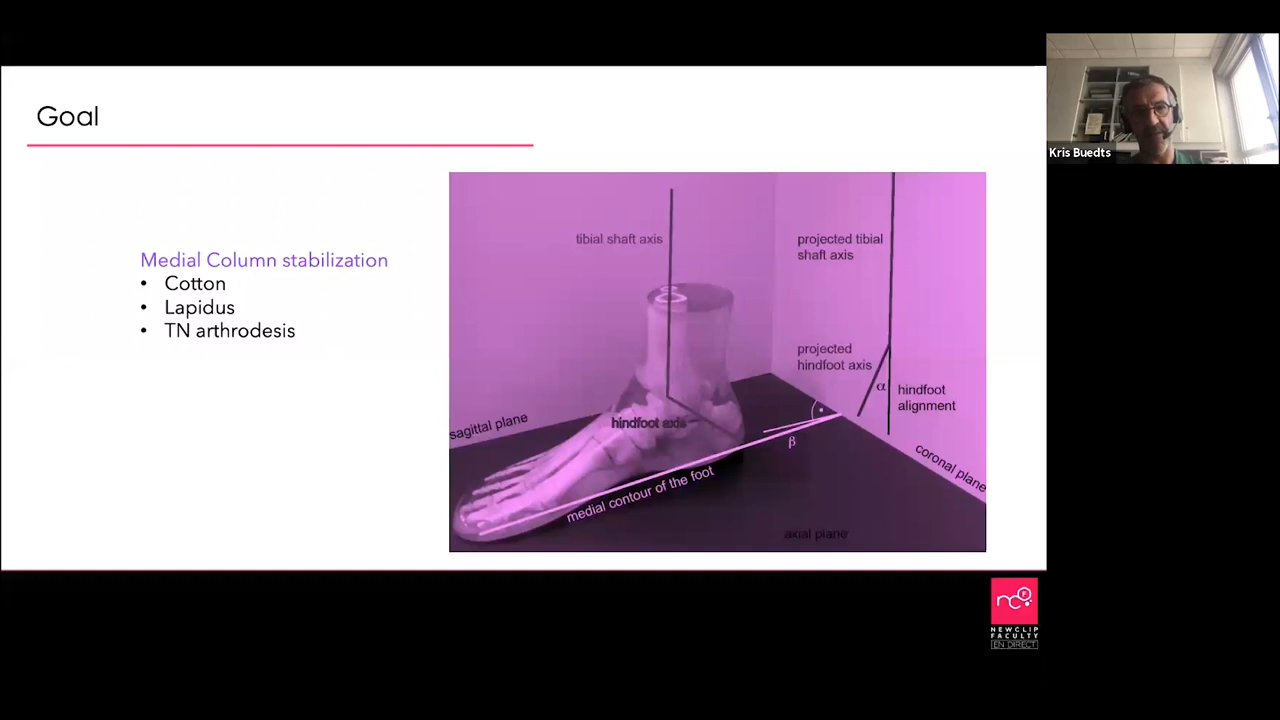 Goal
Medial Column stabilization
• Cotton
• Lapidus
• TN arthrodesis
tibial shaft axis
projected tibial
shaft axis
projected
hindfoot axis
α
hindfoot
alignment
hindfoot axis
sagittal plane
β
medial contour of the foot
coronal plane
axial plane
Kris Buedts
ncF
NEWCLIP
FACULTY
EN DIRECT